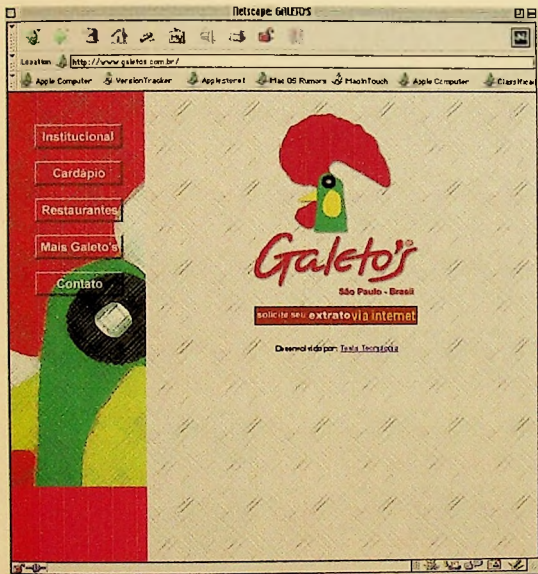 Netscape: GALETO'S
Location: http://www.galetos.com.br/
Apple Computer VersionTracker Mac OS Rumors MacInTouch Apple Computer
Institucional
Cardápio
Restaurantes
Mais Galeto's
Contato
Galeto's®
São Paulo - Brasil
solicite seu extrato via internet
Desenvolvido por: